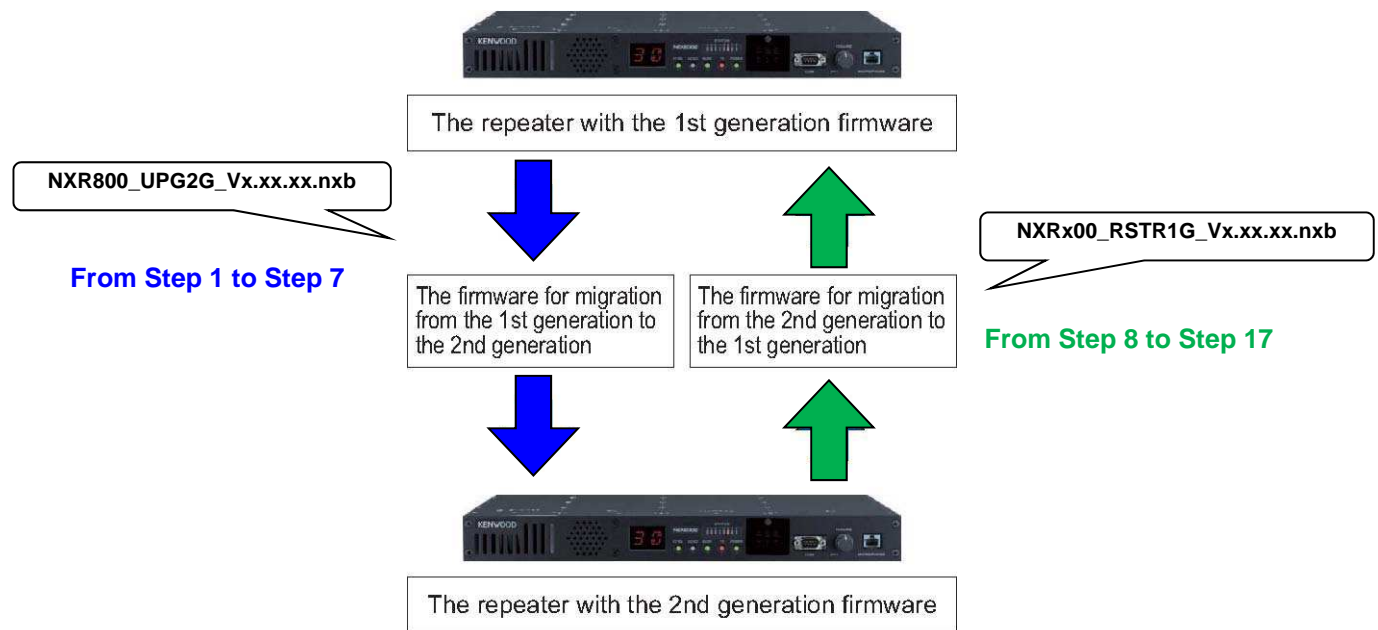 KENWOOD
30
The repeater with the 1st generation firmware
NXR800_UPG2G_Vx.xx.xx.nxb
NXRx00_RSTR1G_Vx.xx.xx.nxb
From Step 1 to Step 7
The firmware for migration
from the 1st generation to
the 2nd generation
The firmware for migration
from the 2nd generation to
the 1st generation
From Step 8 to Step 17
KENWOOD
30
The repeater with the 2nd generation firmware